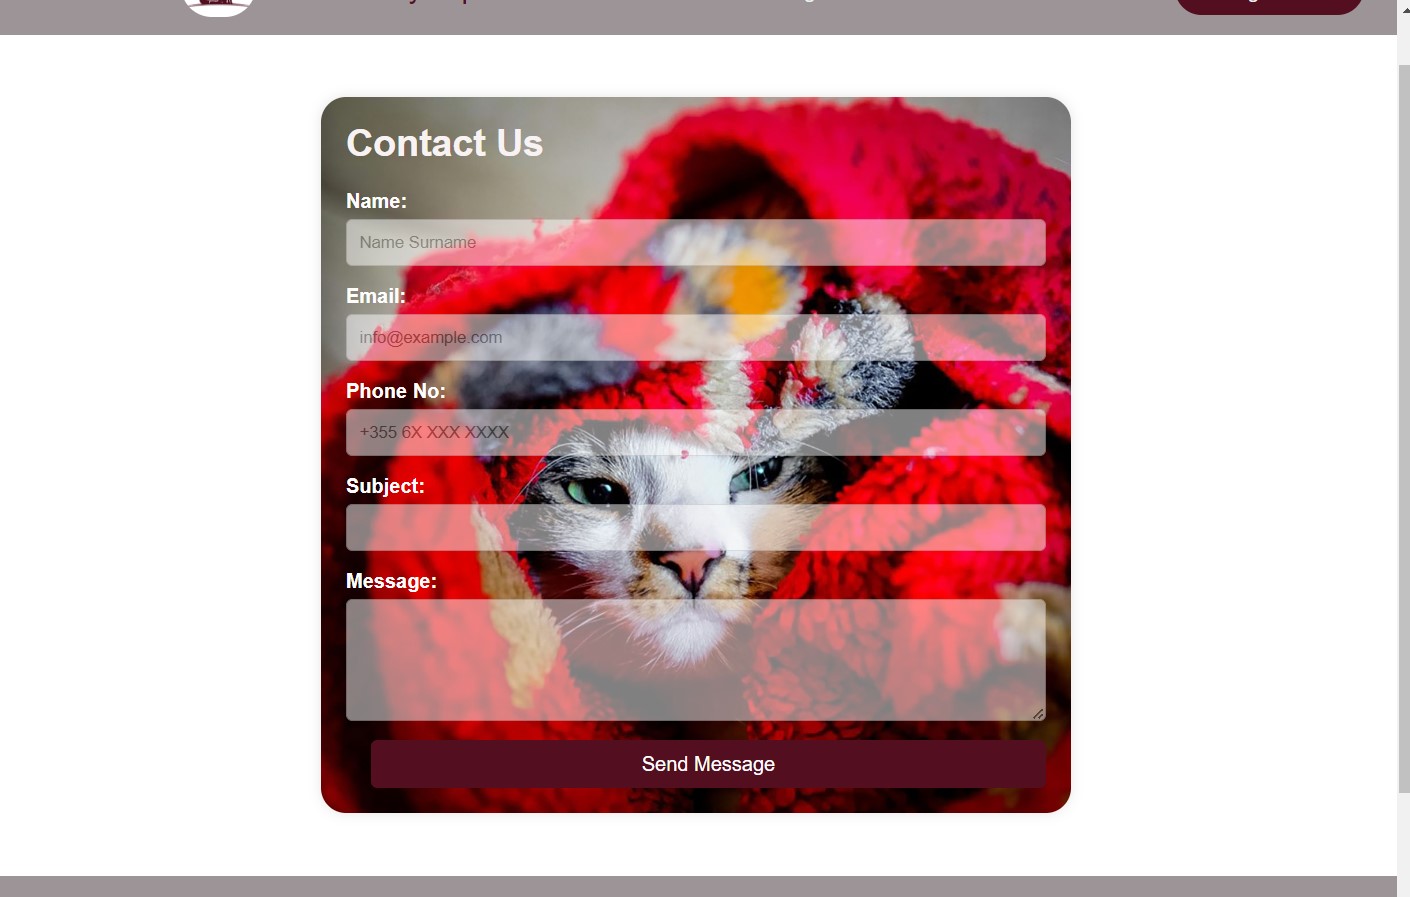 Contact Us
Name:
Name Surname
Email:
info@example.com
Phone No:
+355 6X XXX XXXX
Subject:
Message:
Send Message